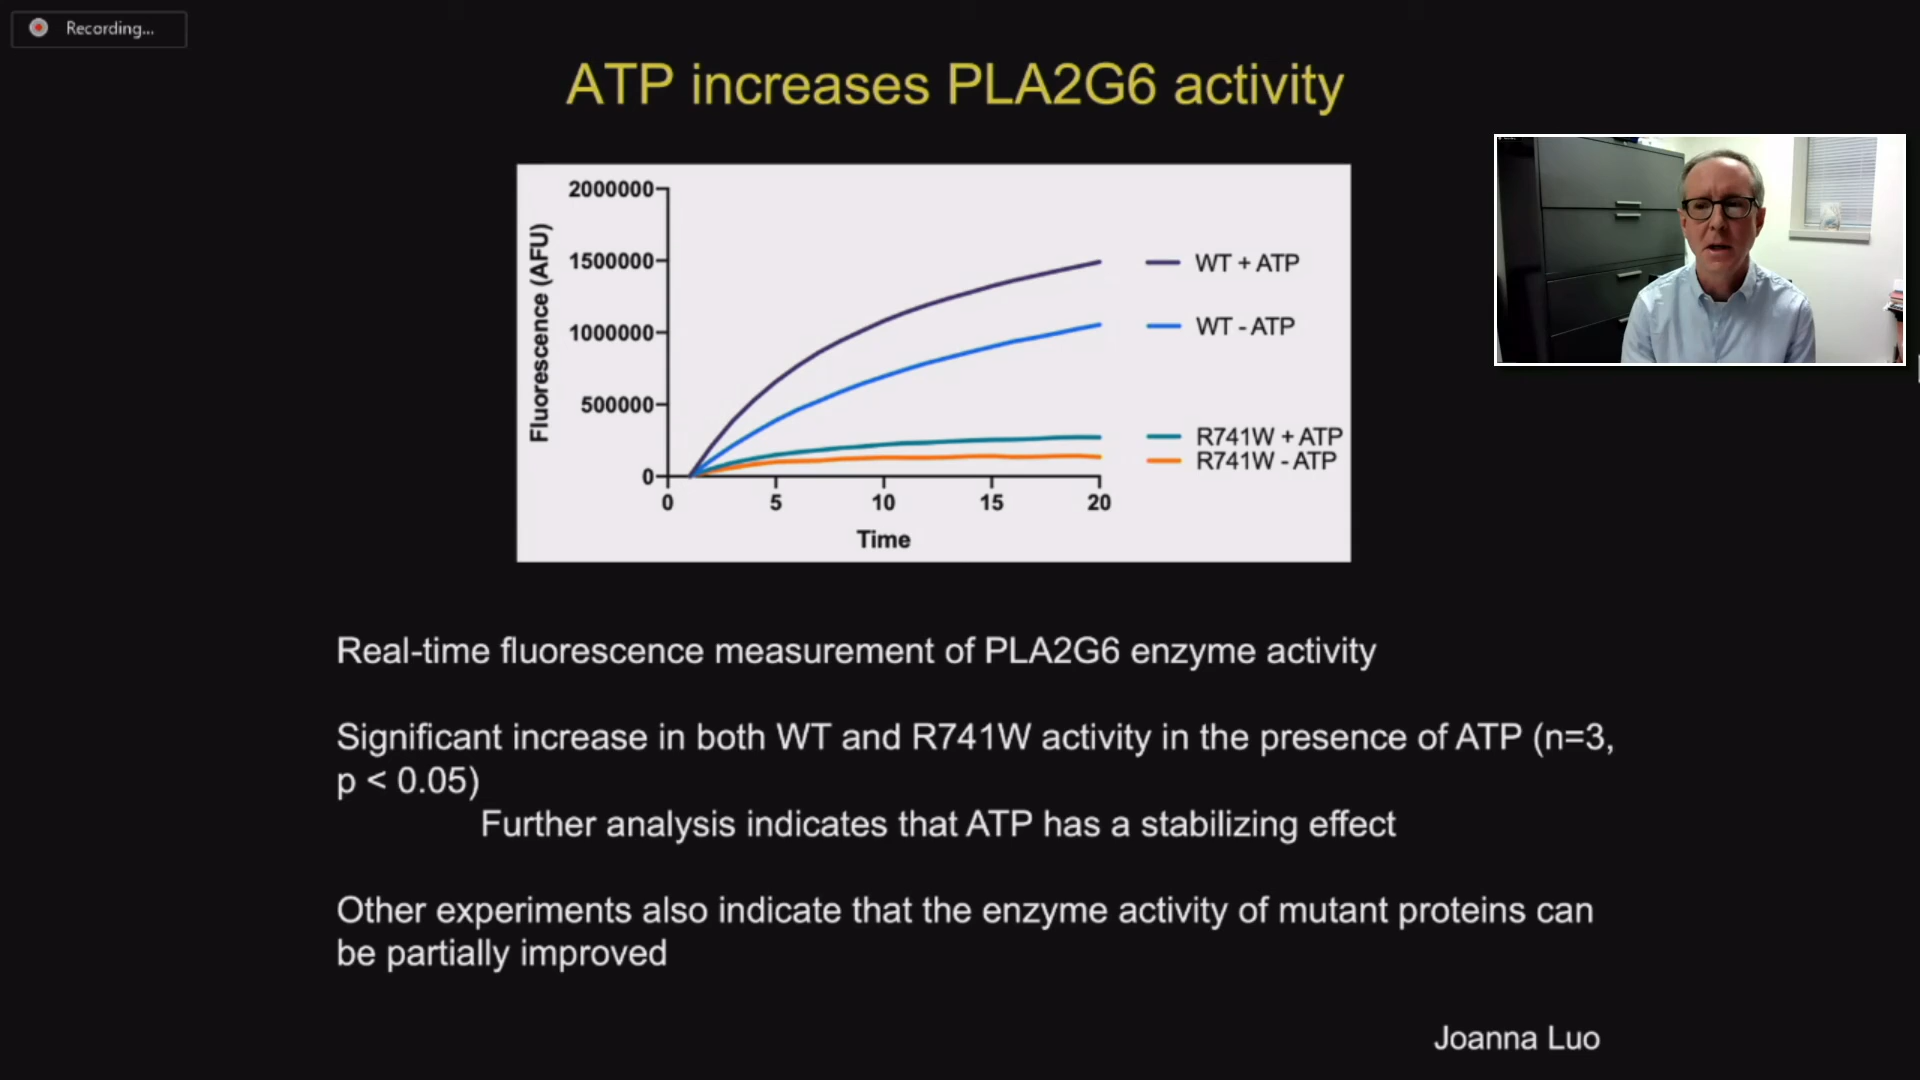 Recording...
ATP increases PLA2G6 activity
Fluorescence (AFU)
2000000
1500000
1000000
500000
0
0 5 10 15 20
Time
WT + ATP
WT - ATP
R741W + ATP
R741W - ATP
Real-time fluorescence measurement of PLA2G6 enzyme activity
Significant increase in both WT and R741W activity in the presence of ATP (n=3,
p < 0.05)
Further analysis indicates that ATP has a stabilizing effect
Other experiments also indicate that the enzyme activity of mutant proteins can
be partially improved
Joanna Luo